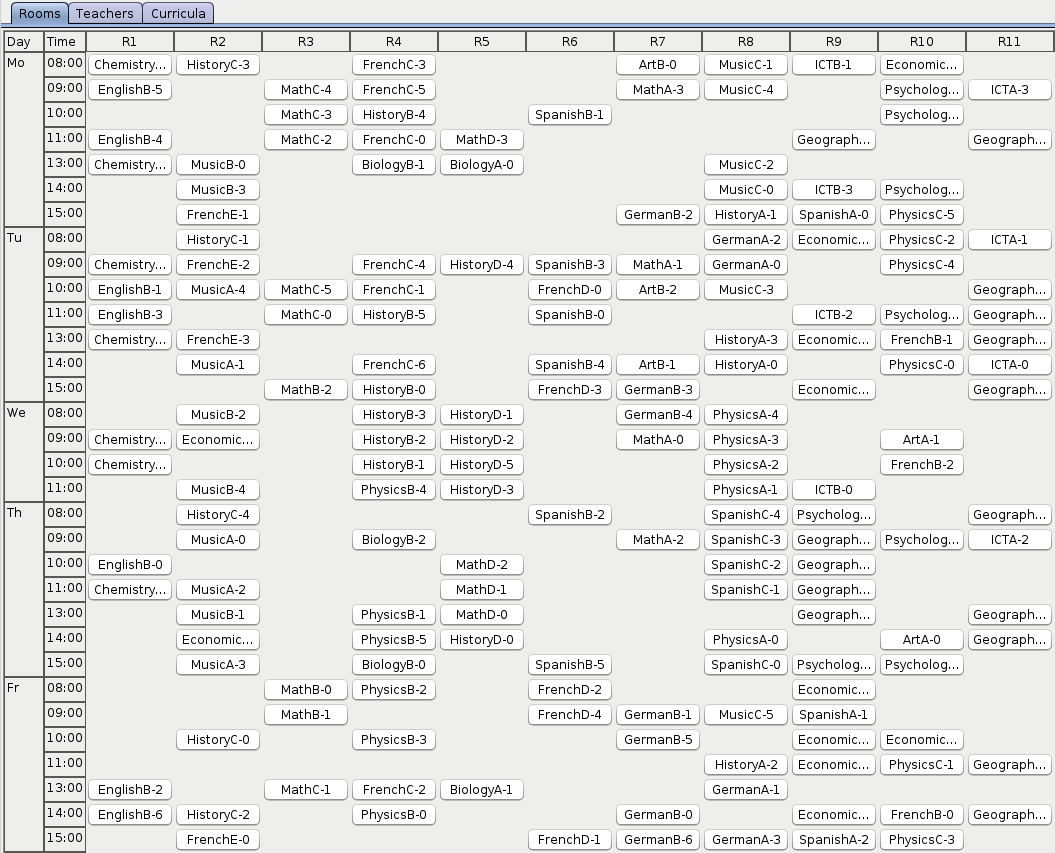 Rooms Teachers Curricula
Day Time R1 R2 R3 R4 R5 R6 R7 R8 R9 R10 R11
Mo 08:00 Chemistry... HistoryC-3 FrenchC-3 ArtB-0 MusicC-1 ICTB-1 Economic...
09:00 EnglishB-5 MathC-4 FrenchC-5 MathA-3 MusicC-4 Psycholog... ICTA-3
10:00 MathC-3 HistoryB-4 SpanishB-1 Psycholog...
11:00 EnglishB-4 MathC-2 FrenchC-0 MathD-3 Geograph... Geograph...
13:00 Chemistry... MusicB-0 BiologyB-1 BiologyA-0 MusicC-2
14:00 MusicB-3 MusicC-0 ICTB-3 Psycholog...
15:00 FrenchE-1 GermanB-2 HistoryA-1 SpanishA-0 PhysicsC-5
Tu 08:00 HistoryC-1 GermanA-2 Economic... PhysicsC-2 ICTA-1
09:00 Chemistry... FrenchE-2 FrenchC-4 HistoryD-4 SpanishB-3 MathA-1 GermanA-0 PhysicsC-4
10:00 EnglishB-1 MusicA-4 MathC-5 FrenchC-1 FrenchD-0 ArtB-2 MusicC-3 Geograph...
11:00 EnglishB-3 MathC-0 HistoryB-5 SpanishB-0 ICTB-2 Psycholog... Geograph...
13:00 Chemistry... FrenchE-3 HistoryA-3 Economic... FrenchB-1 Geograph...
14:00 MusicA-1 FrenchC-6 SpanishB-4 ArtB-1 HistoryA-0 PhysicsC-0 ICTA-0
15:00 MathB-2 HistoryB-0 FrenchD-3 GermanB-3 Economic... Geograph...
We 08:00 MusicB-2 HistoryB-3 HistoryD-1 GermanB-4 PhysicsA-4
09:00 Chemistry... Economic... HistoryB-2 HistoryD-2 MathA-0 PhysicsA-3 ArtA-1
10:00 Chemistry... HistoryB-1 HistoryD-5 PhysicsA-2 FrenchB-2
11:00 MusicB-4 PhysicsB-4 HistoryD-3 PhysicsA-1 ICTB-0
Th 08:00 HistoryC-4 SpanishB-2 SpanishC-4 Psycholog... Geograph...
09:00 MusicA-0 BiologyB-2 MathA-2 SpanishC-3 Geograph... Psycholog... ICTA-2
10:00 EnglishB-0 MathD-2 SpanishC-2 Geograph...
11:00 Chemistry... MusicA-2 MathD-1 SpanishC-1 Geograph...
13:00 MusicB-1 PhysicsB-1 MathD-0 Geograph... Geograph...
14:00 Economic... PhysicsB-5 HistoryD-0 PhysicsA-0 ArtA-0 Geograph...
15:00 MusicA-3 BiologyB-0 SpanishB-5 SpanishC-0 Psycholog... Psycholog...
Fr 08:00 MathB-0 PhysicsB-2 FrenchD-2 Economic...
09:00 MathB-1 FrenchD-4 GermanB-1 MusicC-5 SpanishA-1
10:00 HistoryC-0 PhysicsB-3 GermanB-5 Economic... Economic...
11:00 HistoryA-2 Economic... PhysicsC-1 Geograph...
13:00 EnglishB-2 MathC-1 FrenchC-2 BiologyA-1 GermanA-1
14:00 EnglishB-6 HistoryC-2 PhysicsB-0 GermanB-0 Economic... FrenchB-0 Geograph...
15:00 FrenchE-0 FrenchD-1 GermanB-6 GermanA-3 SpanishA-2 PhysicsC-3